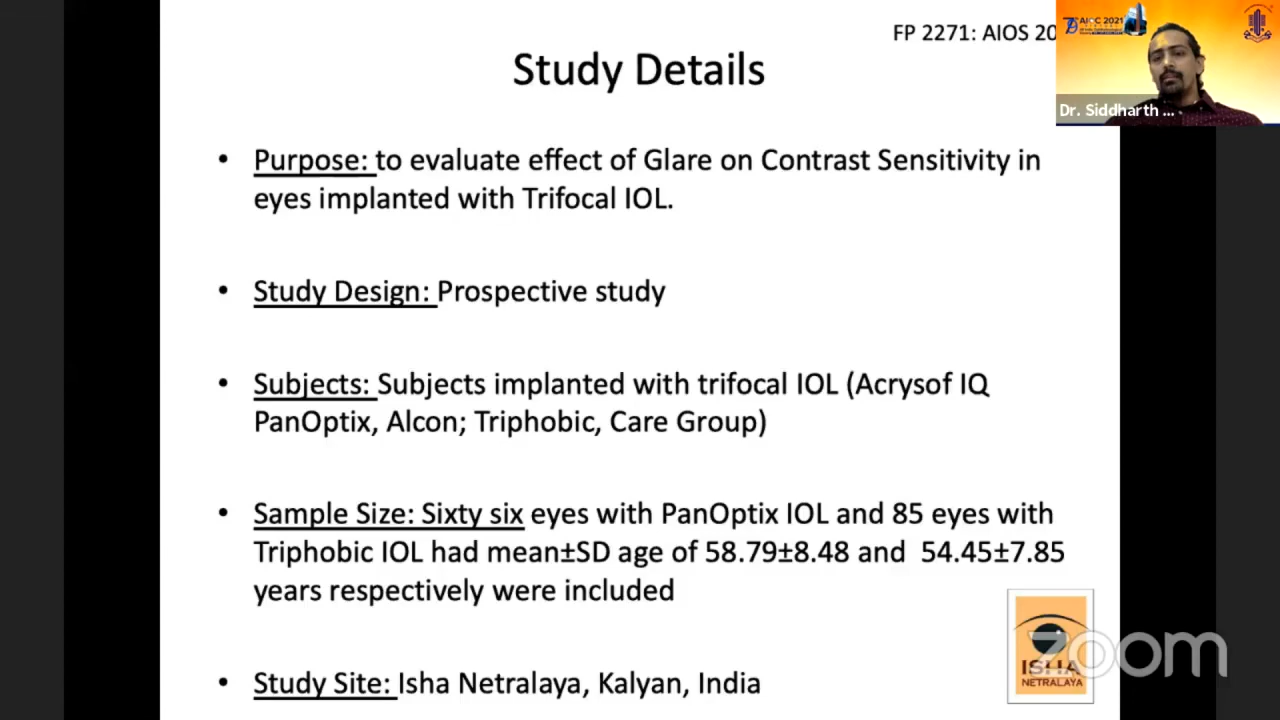 FP 2271: AIOS 20
Study Details
AIOC 2021
Dr. Siddharth ...
• Purpose: to evaluate effect of Glare on Contrast Sensitivity in
eyes implanted with Trifocal IOL.
• Study Design: Prospective study
• Subjects: Subjects implanted with trifocal IOL (Acrysof IQ
PanOptix, Alcon; Triphobic, Care Group)
• Sample Size: Sixty six eyes with PanOptix IOL and 85 eyes with
Triphobic IOL had mean±SD age of 58.79±8.48 and 54.45±7.85
years respectively were included
• Study Site: Isha Netralaya, Kalyan, India
ISHA
NETRALAYA
zoom